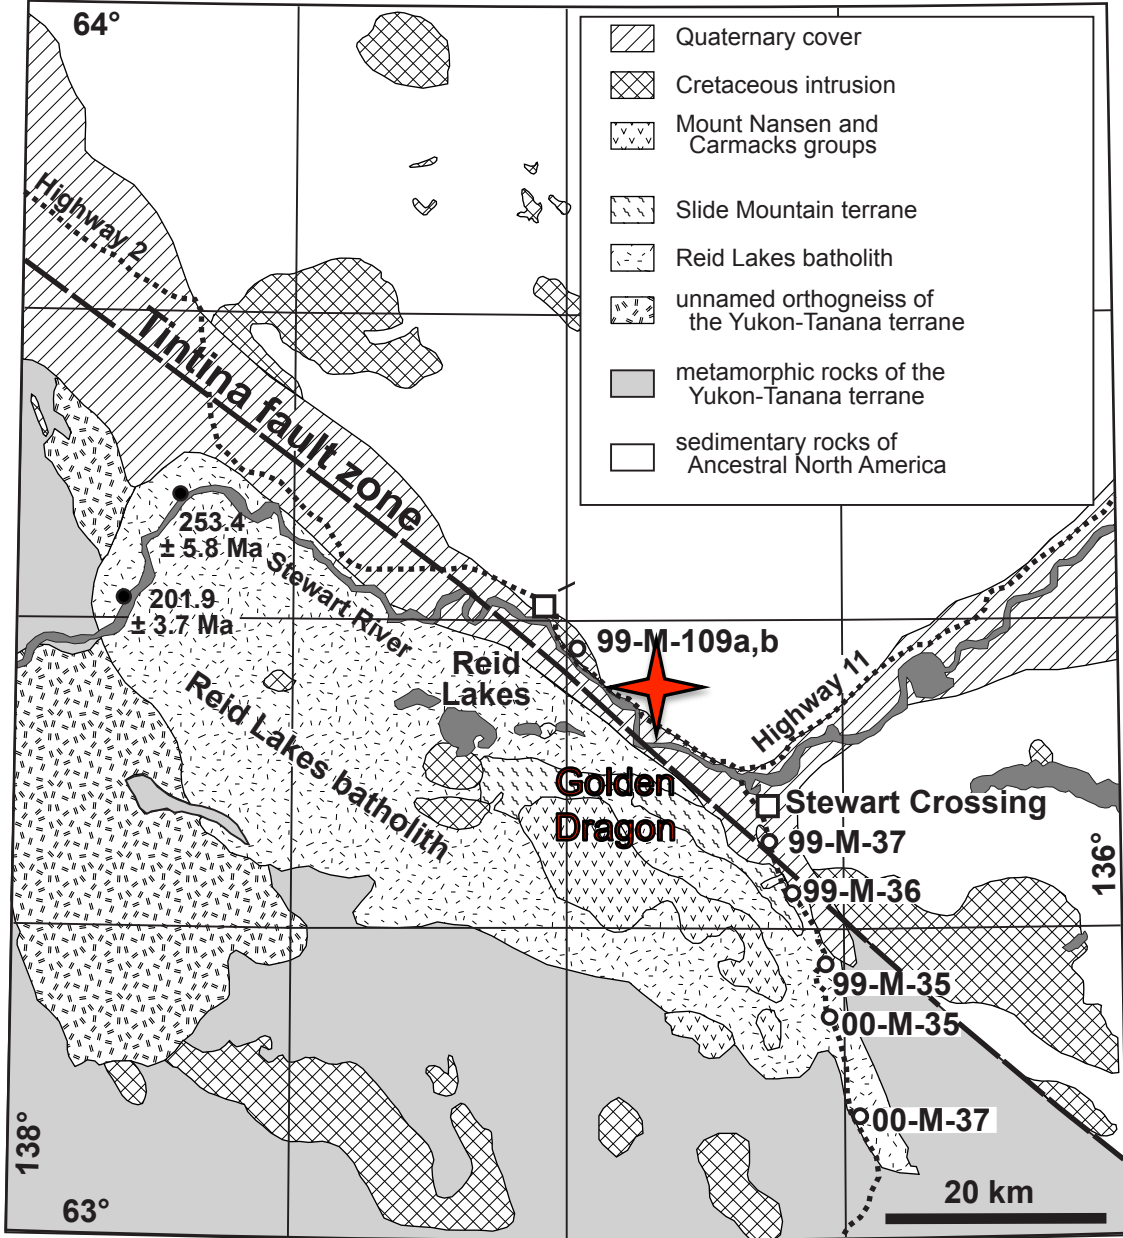 64°
Quaternary cover
Cretaceous intrusion
Mount Nansen and
Carmacks groups
Slide Mountain terrane
Reid Lakes batholith
unnamed orthogneiss of
the Yukon-Tanana terrane
metamorphic rocks of the
Yukon-Tanana terrane
sedimentary rocks of
Ancestral North America
Highway 2
Tintina fault zone
253.4
± 5.8 Ma
Stewart River
201.9
± 3.7 Ma
99-M-109a,b
Reid
Lakes
Highway 11
Reid Lakes batholith
Golden
Dragon
Stewart Crossing
99-M-37
136°
99-M-36
99-M-35
00-M-35
00-M-37
138°
63°
20 km